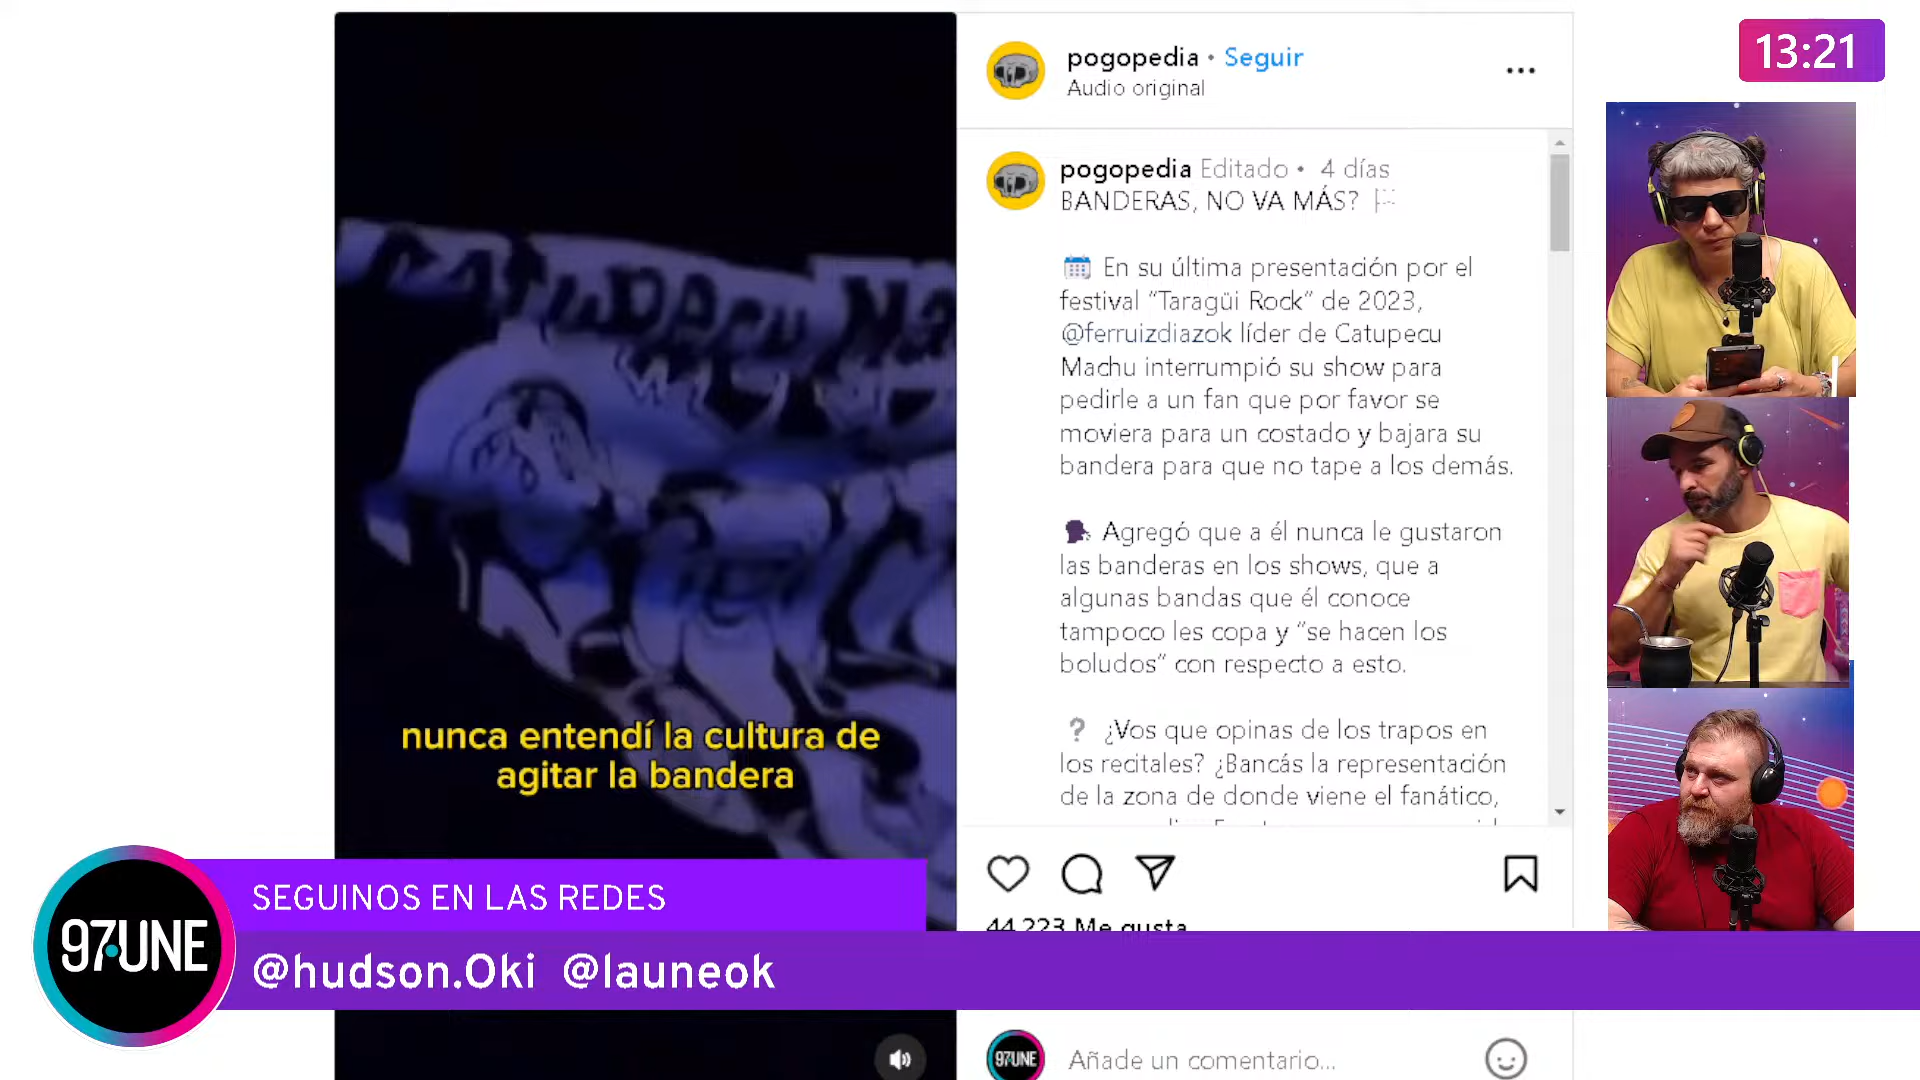 13:21
pogopedia • Seguir
Audio original
pogopedia Editado • 4 días
BANDERAS, NO VA MÁS?
En su última presentación por el
festival “Taragüi Rock” de 2023,
@ferruizdiazok líder de Catupecu
Machu interrumpió su show para
pedirle a un fan que por favor se
moviera para un costado y bajara su
bandera para que no tape a los demás.
Agregó que a él nunca le gustaron
las banderas en los shows, que a
algunas bandas que él conoce
tampoco les copa y “se hacen los
boludos” con respecto a esto.
¿Vos que opinas de los trapos en
los recitales? ¿Bancás la representación
de la zona de donde viene el fanático,
CATUPECU
nunca entendí la cultura de
agitar la bandera
44.223 Me gusta
SEGUINOS EN LAS REDES
97UNE
@hudson.Oki @launeok
97UNE
Añade un comentario...